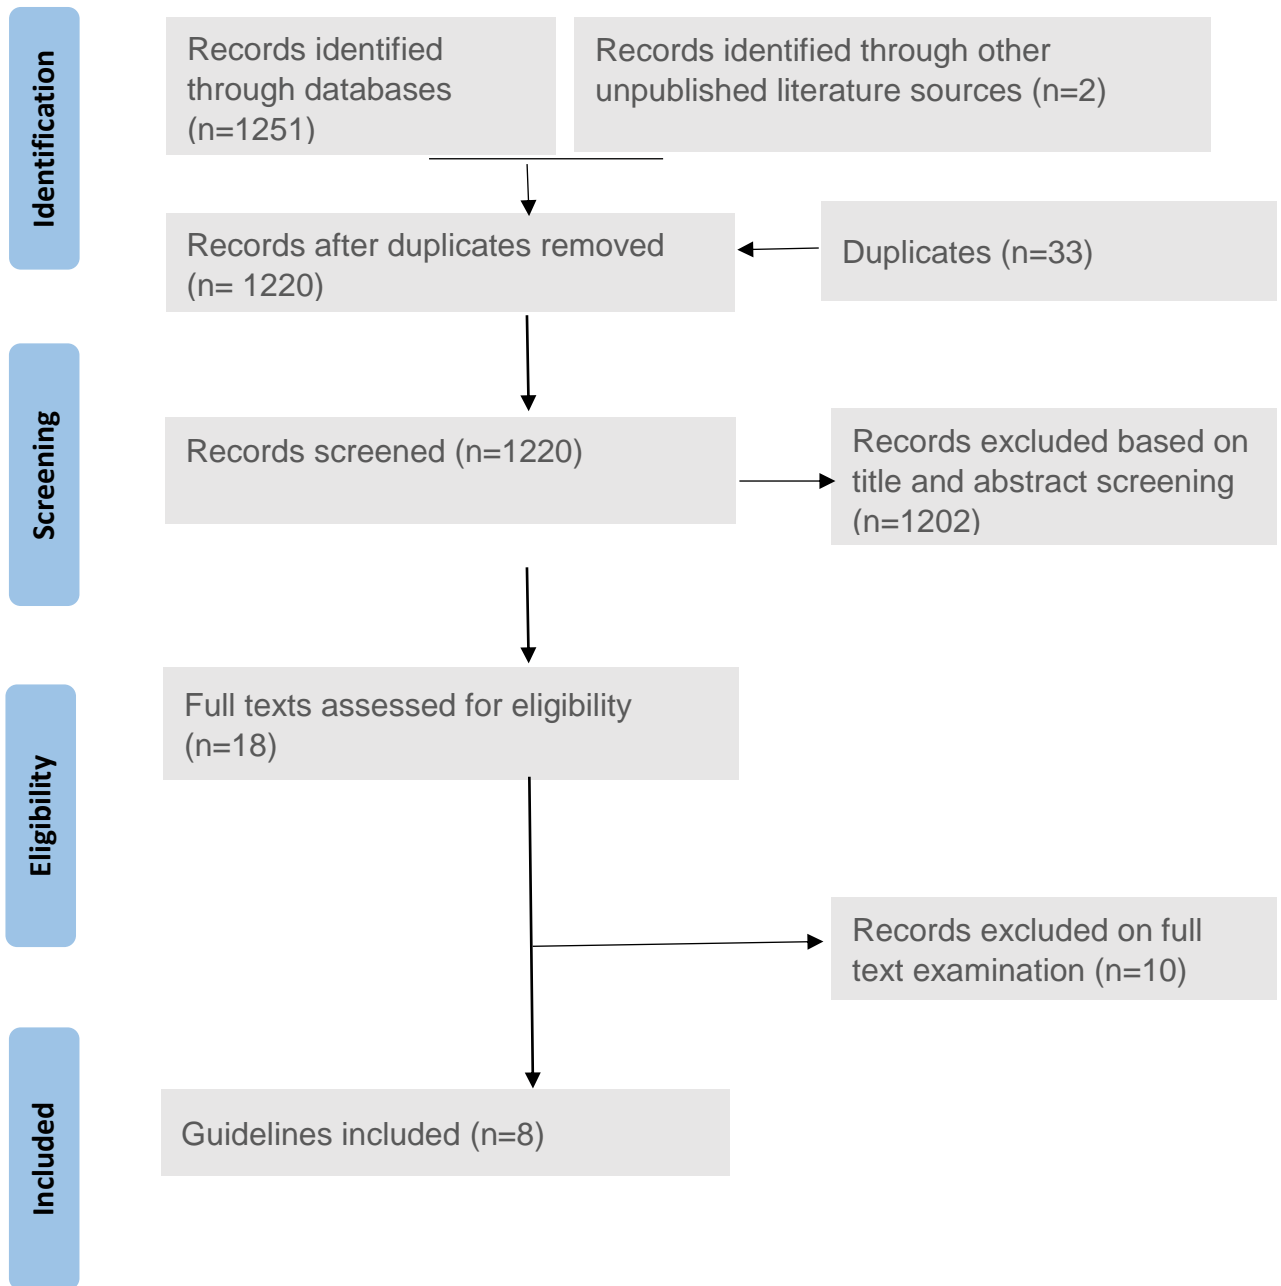 Identification
Records identified
through databases
(n=1251)
Records identified through other
unpublished literature sources (n=2)
Records after duplicates removed
(n= 1220)
Duplicates (n=33)
Screening
Records screened (n=1220)
Records excluded based on
title and abstract screening
(n=1202)
Eligibility
Full texts assessed for eligibility
(n=18)
Records excluded on full
text examination (n=10)
Included
Guidelines included (n=8)